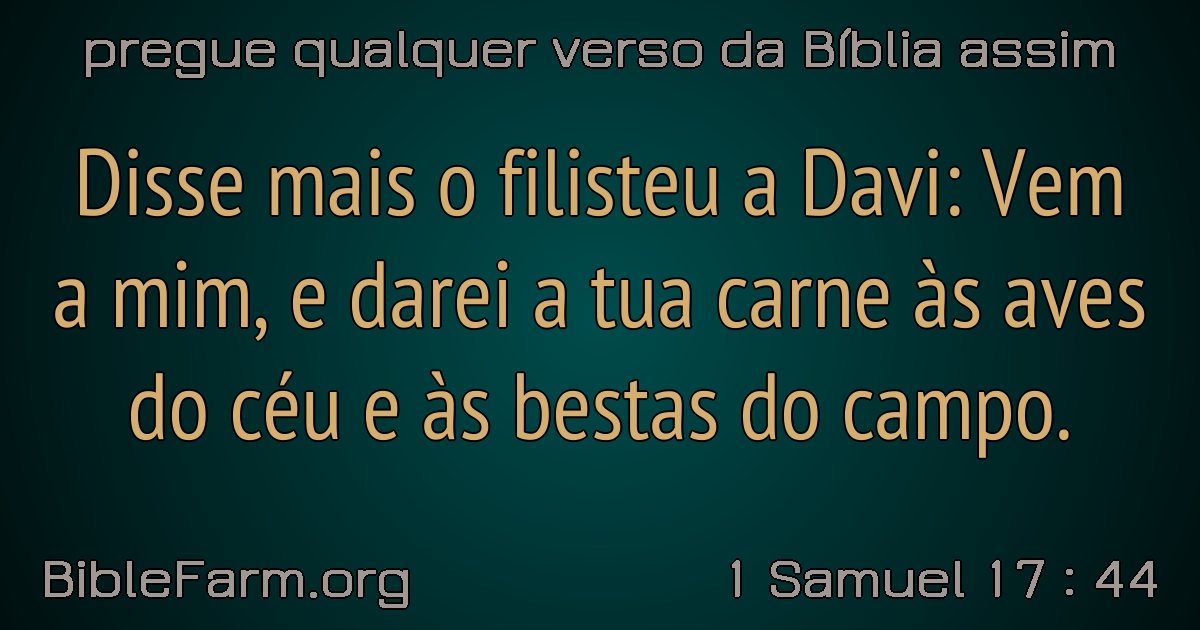 pregue qualquer verso da Bíblia assim
Disse mais o filisteu a Davi: Vem
a mim, e darei a tua carne às aves
do céu e às bestas do campo.
BibleFarm.org
1 Samuel 17 : 44